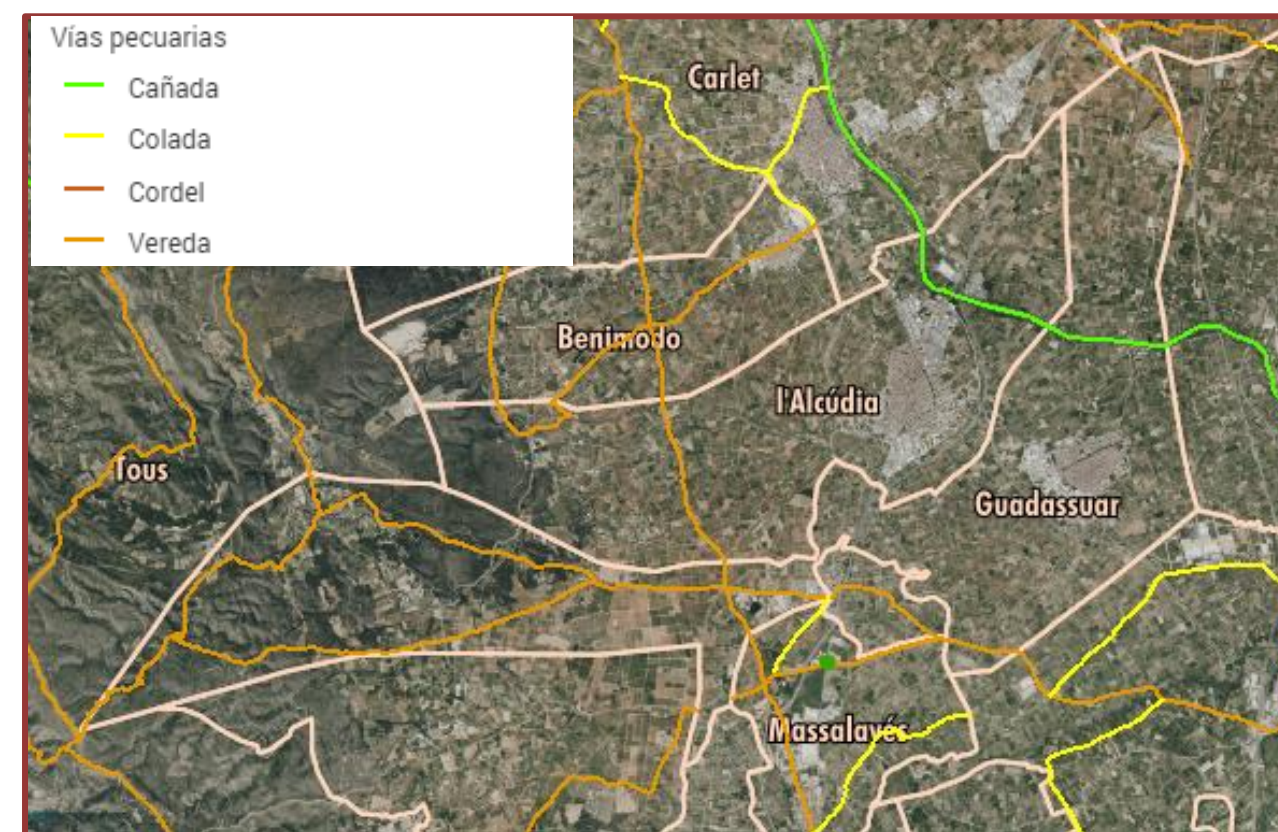 Vías pecuarias
Cañada
Colada
Cordel
Vereda
Carlet
Benimodo
l'Alcúdia
Tous
Guadassuar
Massalavés